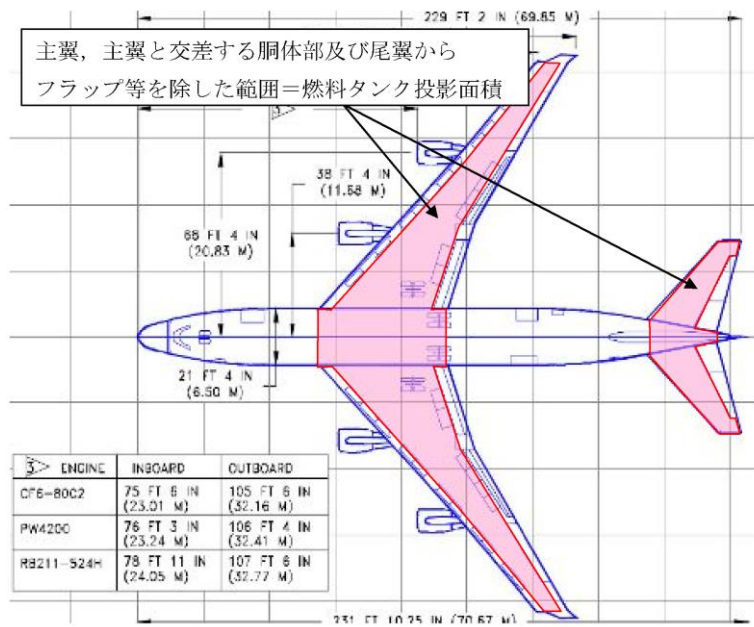 229 FT 2 IN (69.85 M)
主翼，主翼と交差する胴体部及び尾翼から
フラップ等を除した範囲＝燃料タンク投影面積
3
38 FT 4 IN
(11.68 M)
68 FT 4 IN
(20.83 M)
21 FT 4 IN
(6.50 M)
3 ENGINE INBOARD OUTBOARD
CF6-80C2 75 FT 6 IN 105 FT 6 IN
(23.01 M) (32.16 M)
PW4200 76 FT 3 IN 106 FT 4 IN
(23.24 M) (32.41 M)
RB211-524H 78 FT 11 IN 107 FT 6 IN
(24.05 M) (32.77 M)
231 FT 10.25 IN (70.67 M)